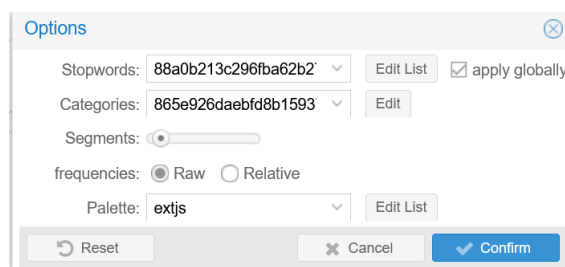 Options
Stopwords: 88a0b213c296fba62b2 Edit List apply globally
Categories: 865e926daebfd8b1593 Edit
Segments:
frequencies: Raw Relative
Palette: extjs Edit List
Reset Cancel Confirm